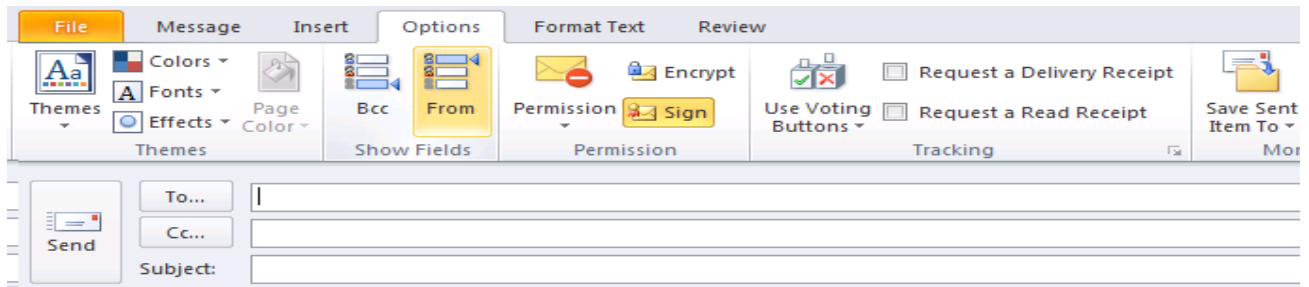 File Message Insert Options Format Text Review
Aa Colors Encrypt Request a Delivery Receipt
A Fonts
Themes Effects Page Color Bcc From Permission Sign Use Voting Buttons Request a Read Receipt Save Sent Item To
Themes Show Fields Permission Tracking Mor
To...
Send Cc...
Subject: